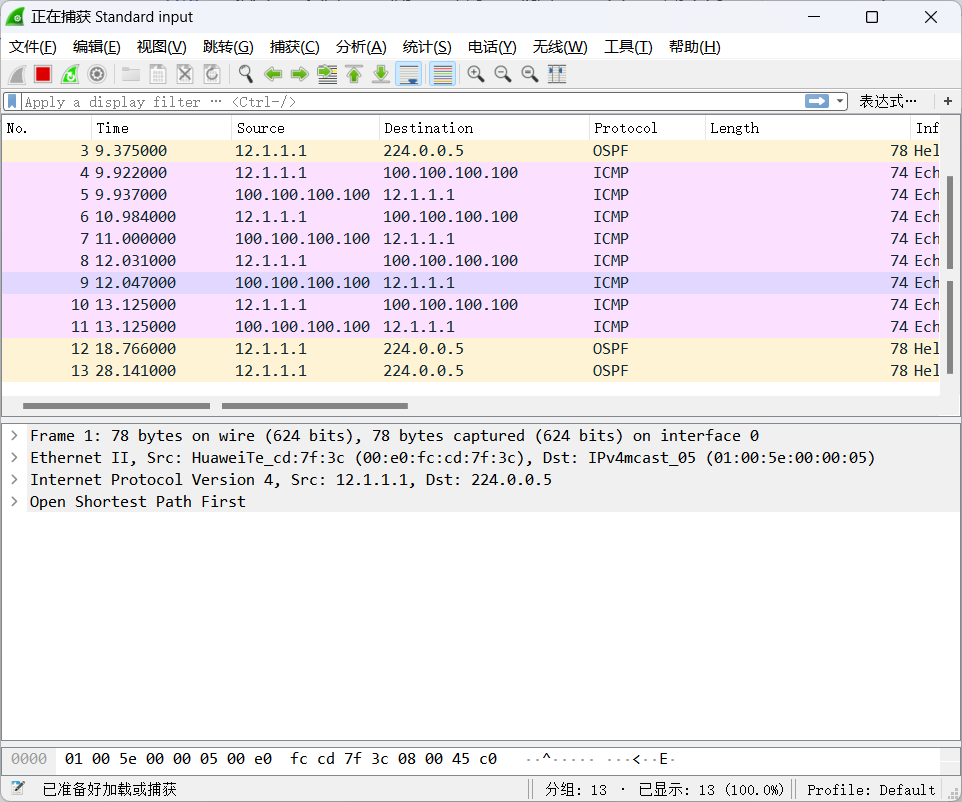 正在捕获 Standard input
文件(F) 编辑(E) 视图(V) 跳转(G) 捕获(C) 分析(A) 统计(S) 电话(Y) 无线(W) 工具(T) 帮助(H)
Apply a display filter ⋯ <Ctrl-/> 表达式⋯ +
No. Time Source Destination Protocol Length Inf
3 9.375000 12.1.1.1 224.0.0.5 OSPF 78 Hel
4 9.922000 12.1.1.1 100.100.100.100 ICMP 74 Ech
5 9.937000 100.100.100.100 12.1.1.1 ICMP 74 Ech
6 10.984000 12.1.1.1 100.100.100.100 ICMP 74 Ech
7 11.000000 100.100.100.100 12.1.1.1 ICMP 74 Ech
8 12.031000 12.1.1.1 100.100.100.100 ICMP 74 Ech
9 12.047000 100.100.100.100 12.1.1.1 ICMP 74 Ech
10 13.125000 12.1.1.1 100.100.100.100 ICMP 74 Ech
11 13.125000 100.100.100.100 12.1.1.1 ICMP 74 Ech
12 18.766000 12.1.1.1 224.0.0.5 OSPF 78 Hel
13 28.141000 12.1.1.1 224.0.0.5 OSPF 78 Hel
Frame 1: 78 bytes on wire (624 bits), 78 bytes captured (624 bits) on interface 0
Ethernet II, Src: HuaweiTe_cd:7f:3c (00:e0:fc:cd:7f:3c), Dst: IPv4mcast_05 (01:00:5e:00:00:05)
Internet Protocol Version 4, Src: 12.1.1.1, Dst: 224.0.0.5
Open Shortest Path First
0000 01 00 5e 00 00 05 00 e0 fc cd 7f 3c 08 00 45 c0 ··^····· ···<··E·
已准备好加载或捕获 分组: 13 · 已显示: 13 (100.0%) Profile: Default